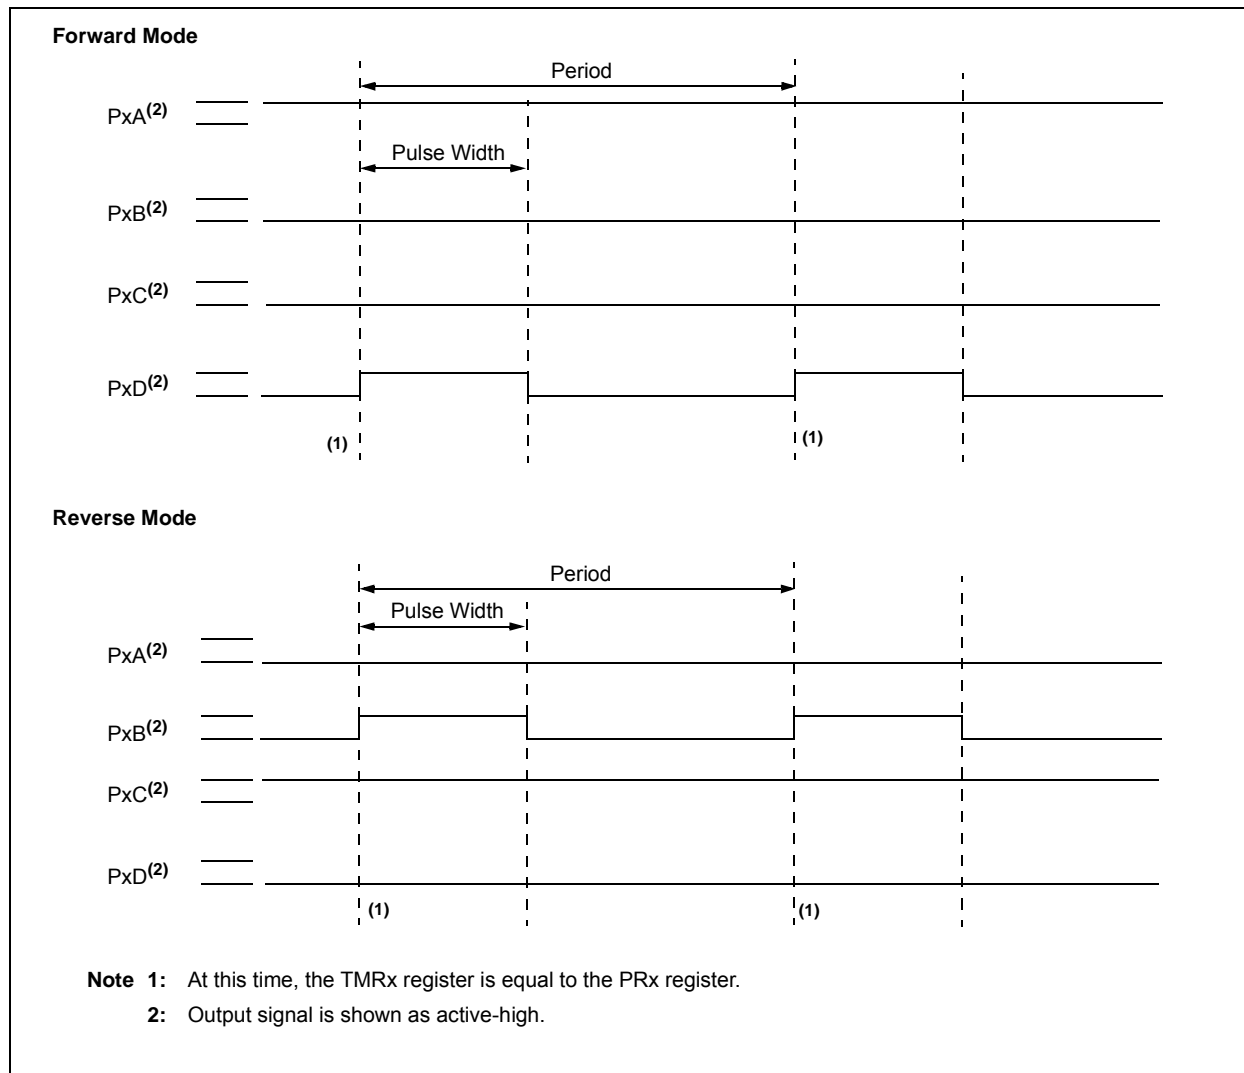 Forward Mode
Period
PxA(2)
Pulse Width
PxB(2)
PxC(2)
PxD(2)
(1) (1)
Reverse Mode
Period
Pulse Width
PxA(2)
PxB(2)
PxC(2)
PxD(2)
(1) (1)
Note 1: At this time, the TMRx register is equal to the PRx register.
2: Output signal is shown as active-high.